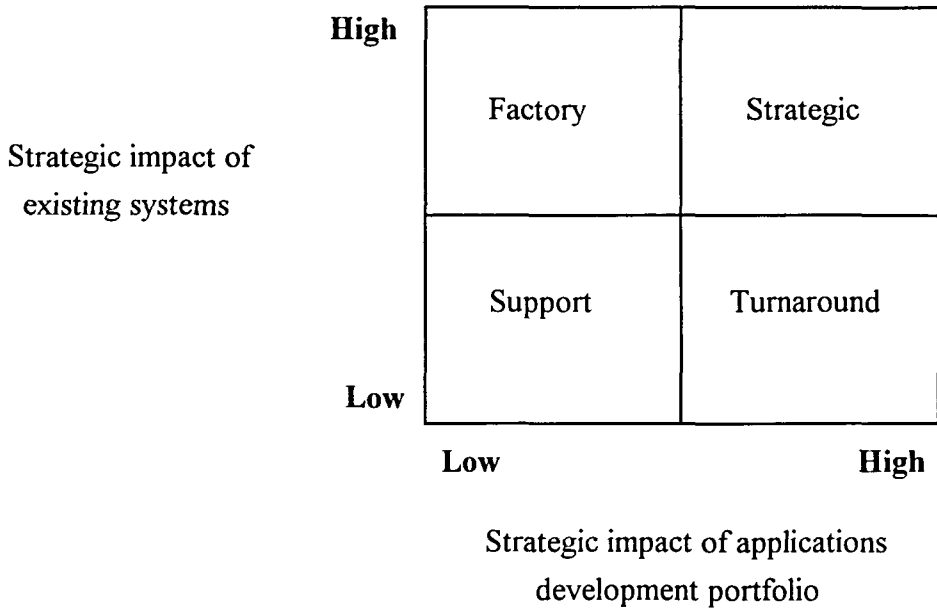 High
Factory Strategic
Strategic impact of
existing systems
Support Turnaround
Low
Low High
Strategic impact of applications
development portfolio